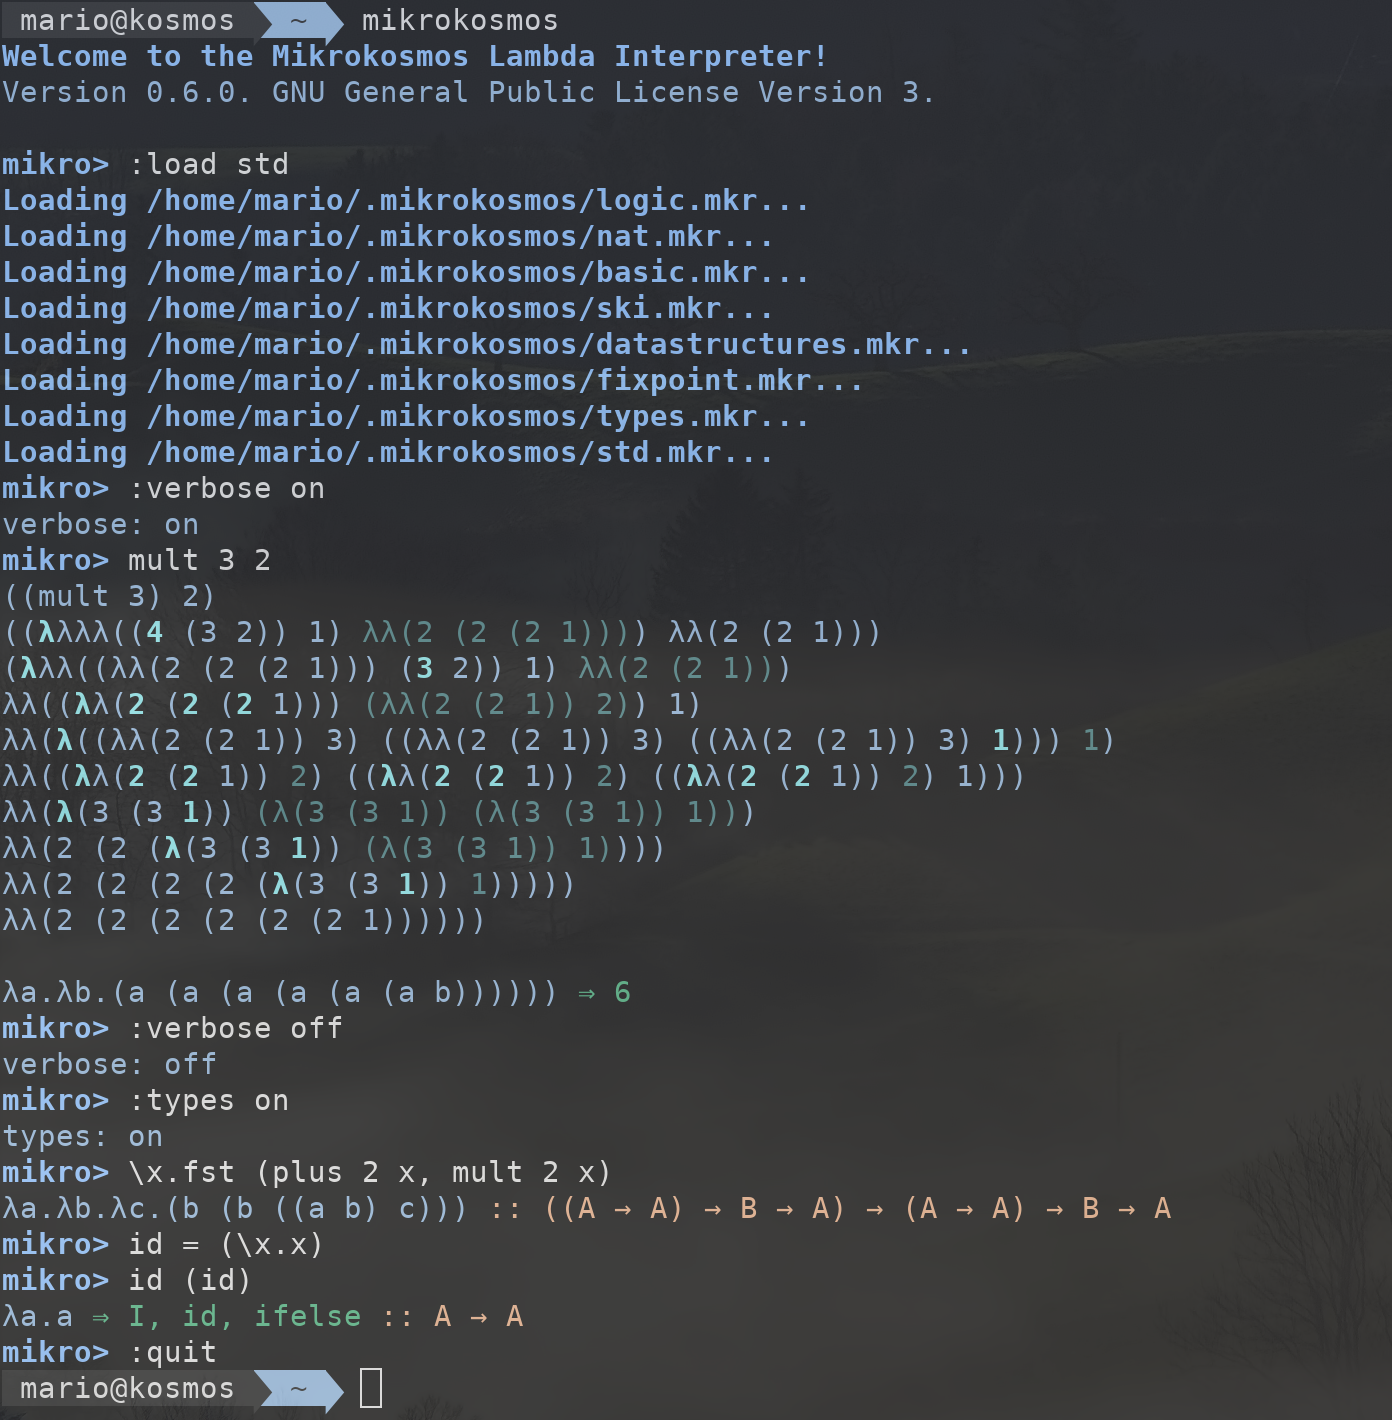 mario@kosmos ~ mikrokosmos
Welcome to the Mikrokosmos Lambda Interpreter!
Version 0.6.0. GNU General Public License Version 3.
mikro> :load std
Loading /home/mario/.mikrokosmos/logic.mkr...
Loading /home/mario/.mikrokosmos/nat.mkr...
Loading /home/mario/.mikrokosmos/basic.mkr...
Loading /home/mario/.mikrokosmos/ski.mkr...
Loading /home/mario/.mikrokosmos/datastructures.mkr...
Loading /home/mario/.mikrokosmos/fixpoint.mkr...
Loading /home/mario/.mikrokosmos/types.mkr...
Loading /home/mario/.mikrokosmos/std.mkr...
mikro> :verbose on
verbose: on
mikro> mult 3 2
((mult 3) 2)
((λλλλ((4 (3 2)) 1) λλ(2 (2 (2 1)))) λλ(2 (2 1)))
(λλλ((λλ(2 (2 (2 1))) (3 2)) 1) λλ(2 (2 1)))
λλ((λλ(2 (2 (2 1))) (λλ(2 (2 1)) 2)) 1)
λλ(λ((λλ(2 (2 1)) 3) ((λλ(2 (2 1)) 3) ((λλ(2 (2 1)) 3) 1))) 1)
λλ((λλ(2 (2 1)) 2) ((λλ(2 (2 1)) 2) ((λλ(2 (2 1)) 2) 1)))
λλ(λ(3 (3 1)) (λ(3 (3 1)) (λ(3 (3 1)) 1)))
λλ(2 (2 (λ(3 (3 1)) (λ(3 (3 1)) 1))))
λλ(2 (2 (2 (2 (λ(3 (3 1)) 1)))))
λλ(2 (2 (2 (2 (2 (2 1))))))
λa.λb.(a (a (a (a (a (a b)))))) ⇒ 6
mikro> :verbose off
verbose: off
mikro> :types on
types: on
mikro> \x.fst (plus 2 x, mult 2 x)
λa.λb.λc.(b (b ((a b) c))) :: ((A → A) → B → A) → (A → A) → B → A
mikro> id = (\x.x)
mikro> id (id)
λa.a ⇒ I, id, ifelse :: A → A
mikro> :quit
mario@kosmos ~